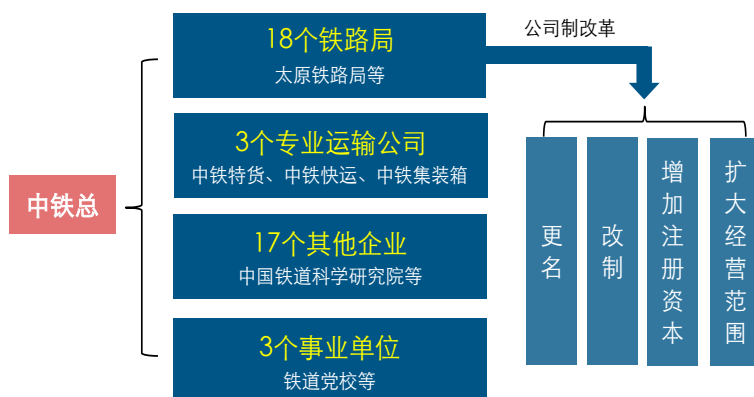 中铁总
18个铁路局
太原铁路局等
3个专业运输公司
中铁特货、中铁快运、中铁集装箱
17个其他企业
中国铁道科学研究院等
3个事业单位
铁道党校等
公司制改革
更名
改制
增加注册资本
扩大经营范围